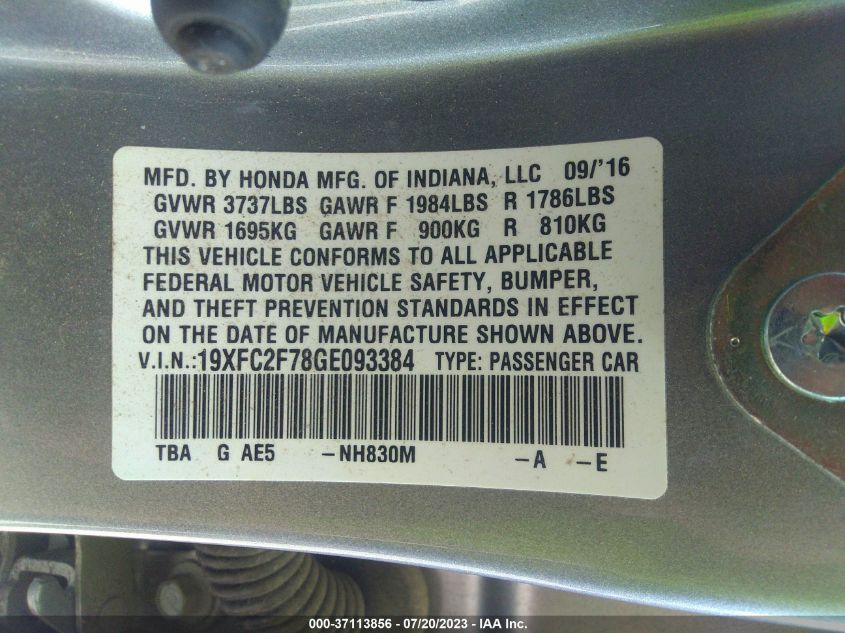 MFD. BY HONDA MFG. OF INDIANA, LLC 09/'16
GVWR 3737LBS GAWR F 1984LBS R 1786LBS
GVWR 1695KG GAWR F 900KG R 810KG
THIS VEHICLE CONFORMS TO ALL APPLICABLE
FEDERAL MOTOR VEHICLE SAFETY, BUMPER,
AND THEFT PREVENTION STANDARDS IN EFFECT
ON THE DATE OF MANUFACTURE SHOWN ABOVE.
V.I.N.:19XFC2F78GE093384 TYPE: PASSENGER CAR
TBA G AE5 -NH830M -A -E
000-37113856 - 07/20/2023 - IAA Inc.